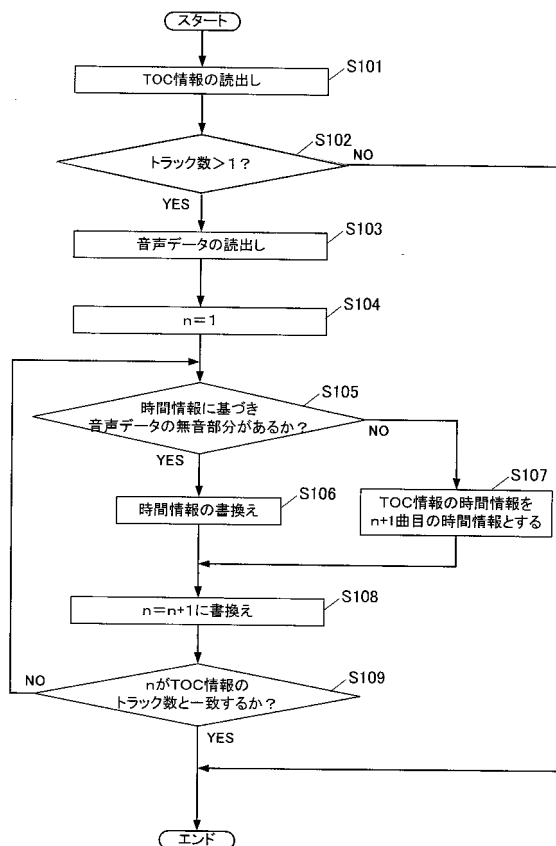 スタート
TOC情報の読出し
S101
トラック数>1?
S102
NO
YES
音声データの読出し
S103
n=1
S104
時間情報に基づき
音声データの無音部分があるか?
S105
NO
YES
時間情報の書換え
S106
TOC情報の時間情報を
n+1曲目の時間情報とする
S107
n=n+1に書換え
S108
nがTOC情報の
トラック数と一致するか?
S109
NO
YES
エンド